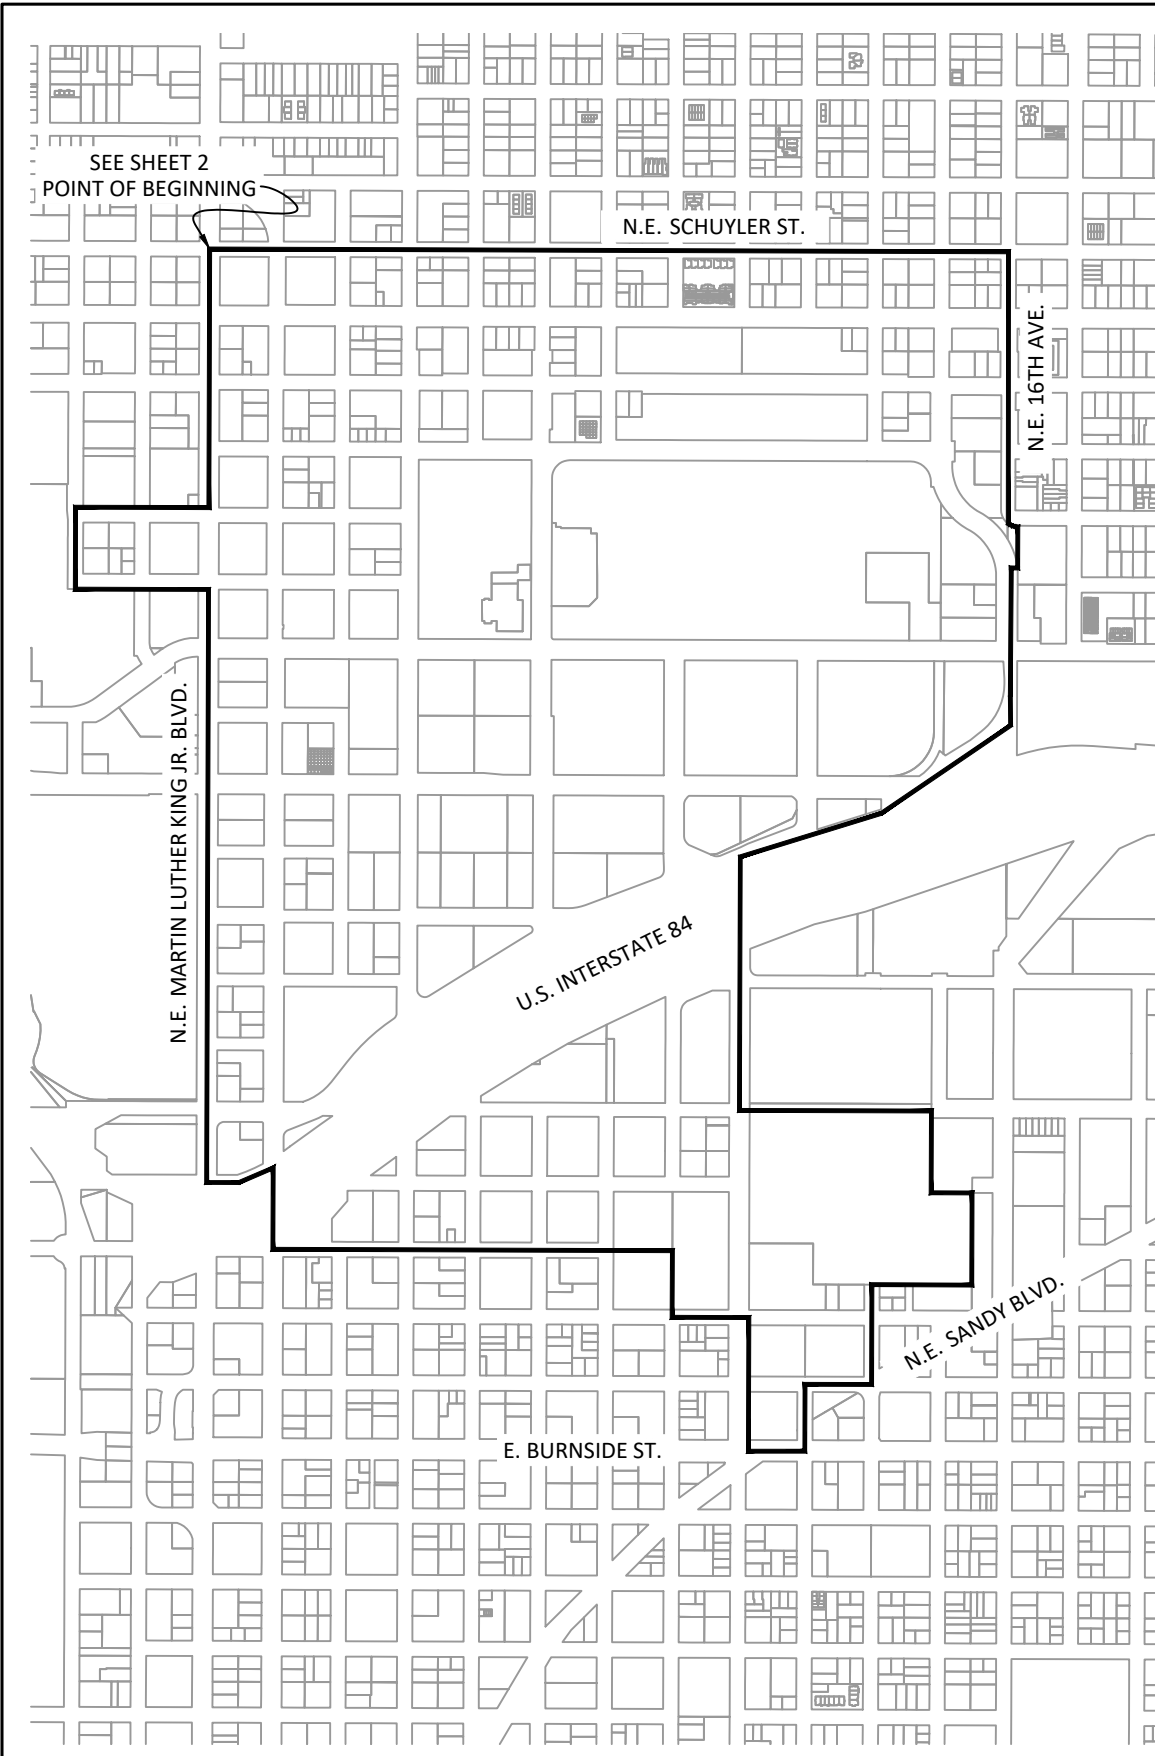 SEE SHEET 2
POINT OF BEGINNING
N.E. SCHUYLER ST.
N.E. 16TH AVE.
N.E. MARTIN LUTHER KING JR. BLVD.
U.S. INTERSTATE 84
N.E. SANDY BLVD.
E. BURNSIDE ST.